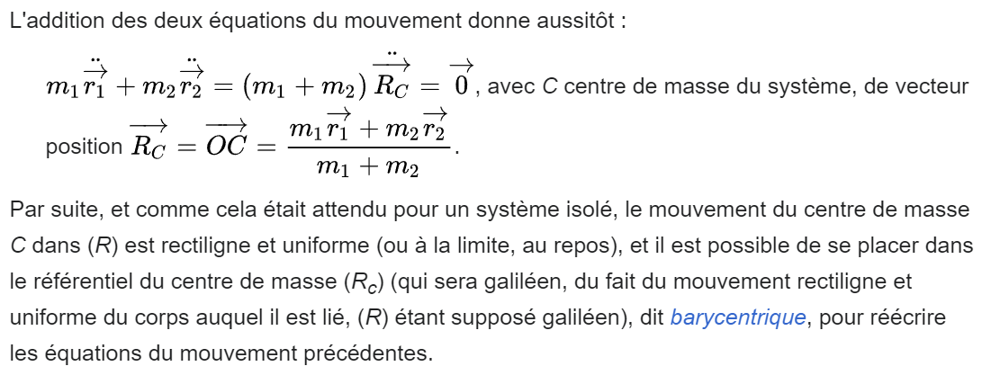 L'addition des deux équations du mouvement donne aussitôt :
$m_1\ddot{\overrightarrow{r_1}} + m_2\ddot{\overrightarrow{r_2}} = (m_1 + m_2)\,\ddot{\overrightarrow{R_C}} = \overrightarrow{0}$, avec C centre de masse du système, de vecteur
position $\overrightarrow{R_C} = \overrightarrow{OC} = \dfrac{m_1\overrightarrow{r_1} + m_2\overrightarrow{r_2}}{m_1 + m_2}$.
Par suite, et comme cela était attendu pour un système isolé, le mouvement du centre de masse
C dans (R) est rectiligne et uniforme (ou à la limite, au repos), et il est possible de se placer dans
le référentiel du centre de masse ($R_c$) (qui sera galiléen, du fait du mouvement rectiligne et
uniforme du corps auquel il est lié, (R) étant supposé galiléen), dit barycentrique, pour réécrire
les équations du mouvement précédentes.